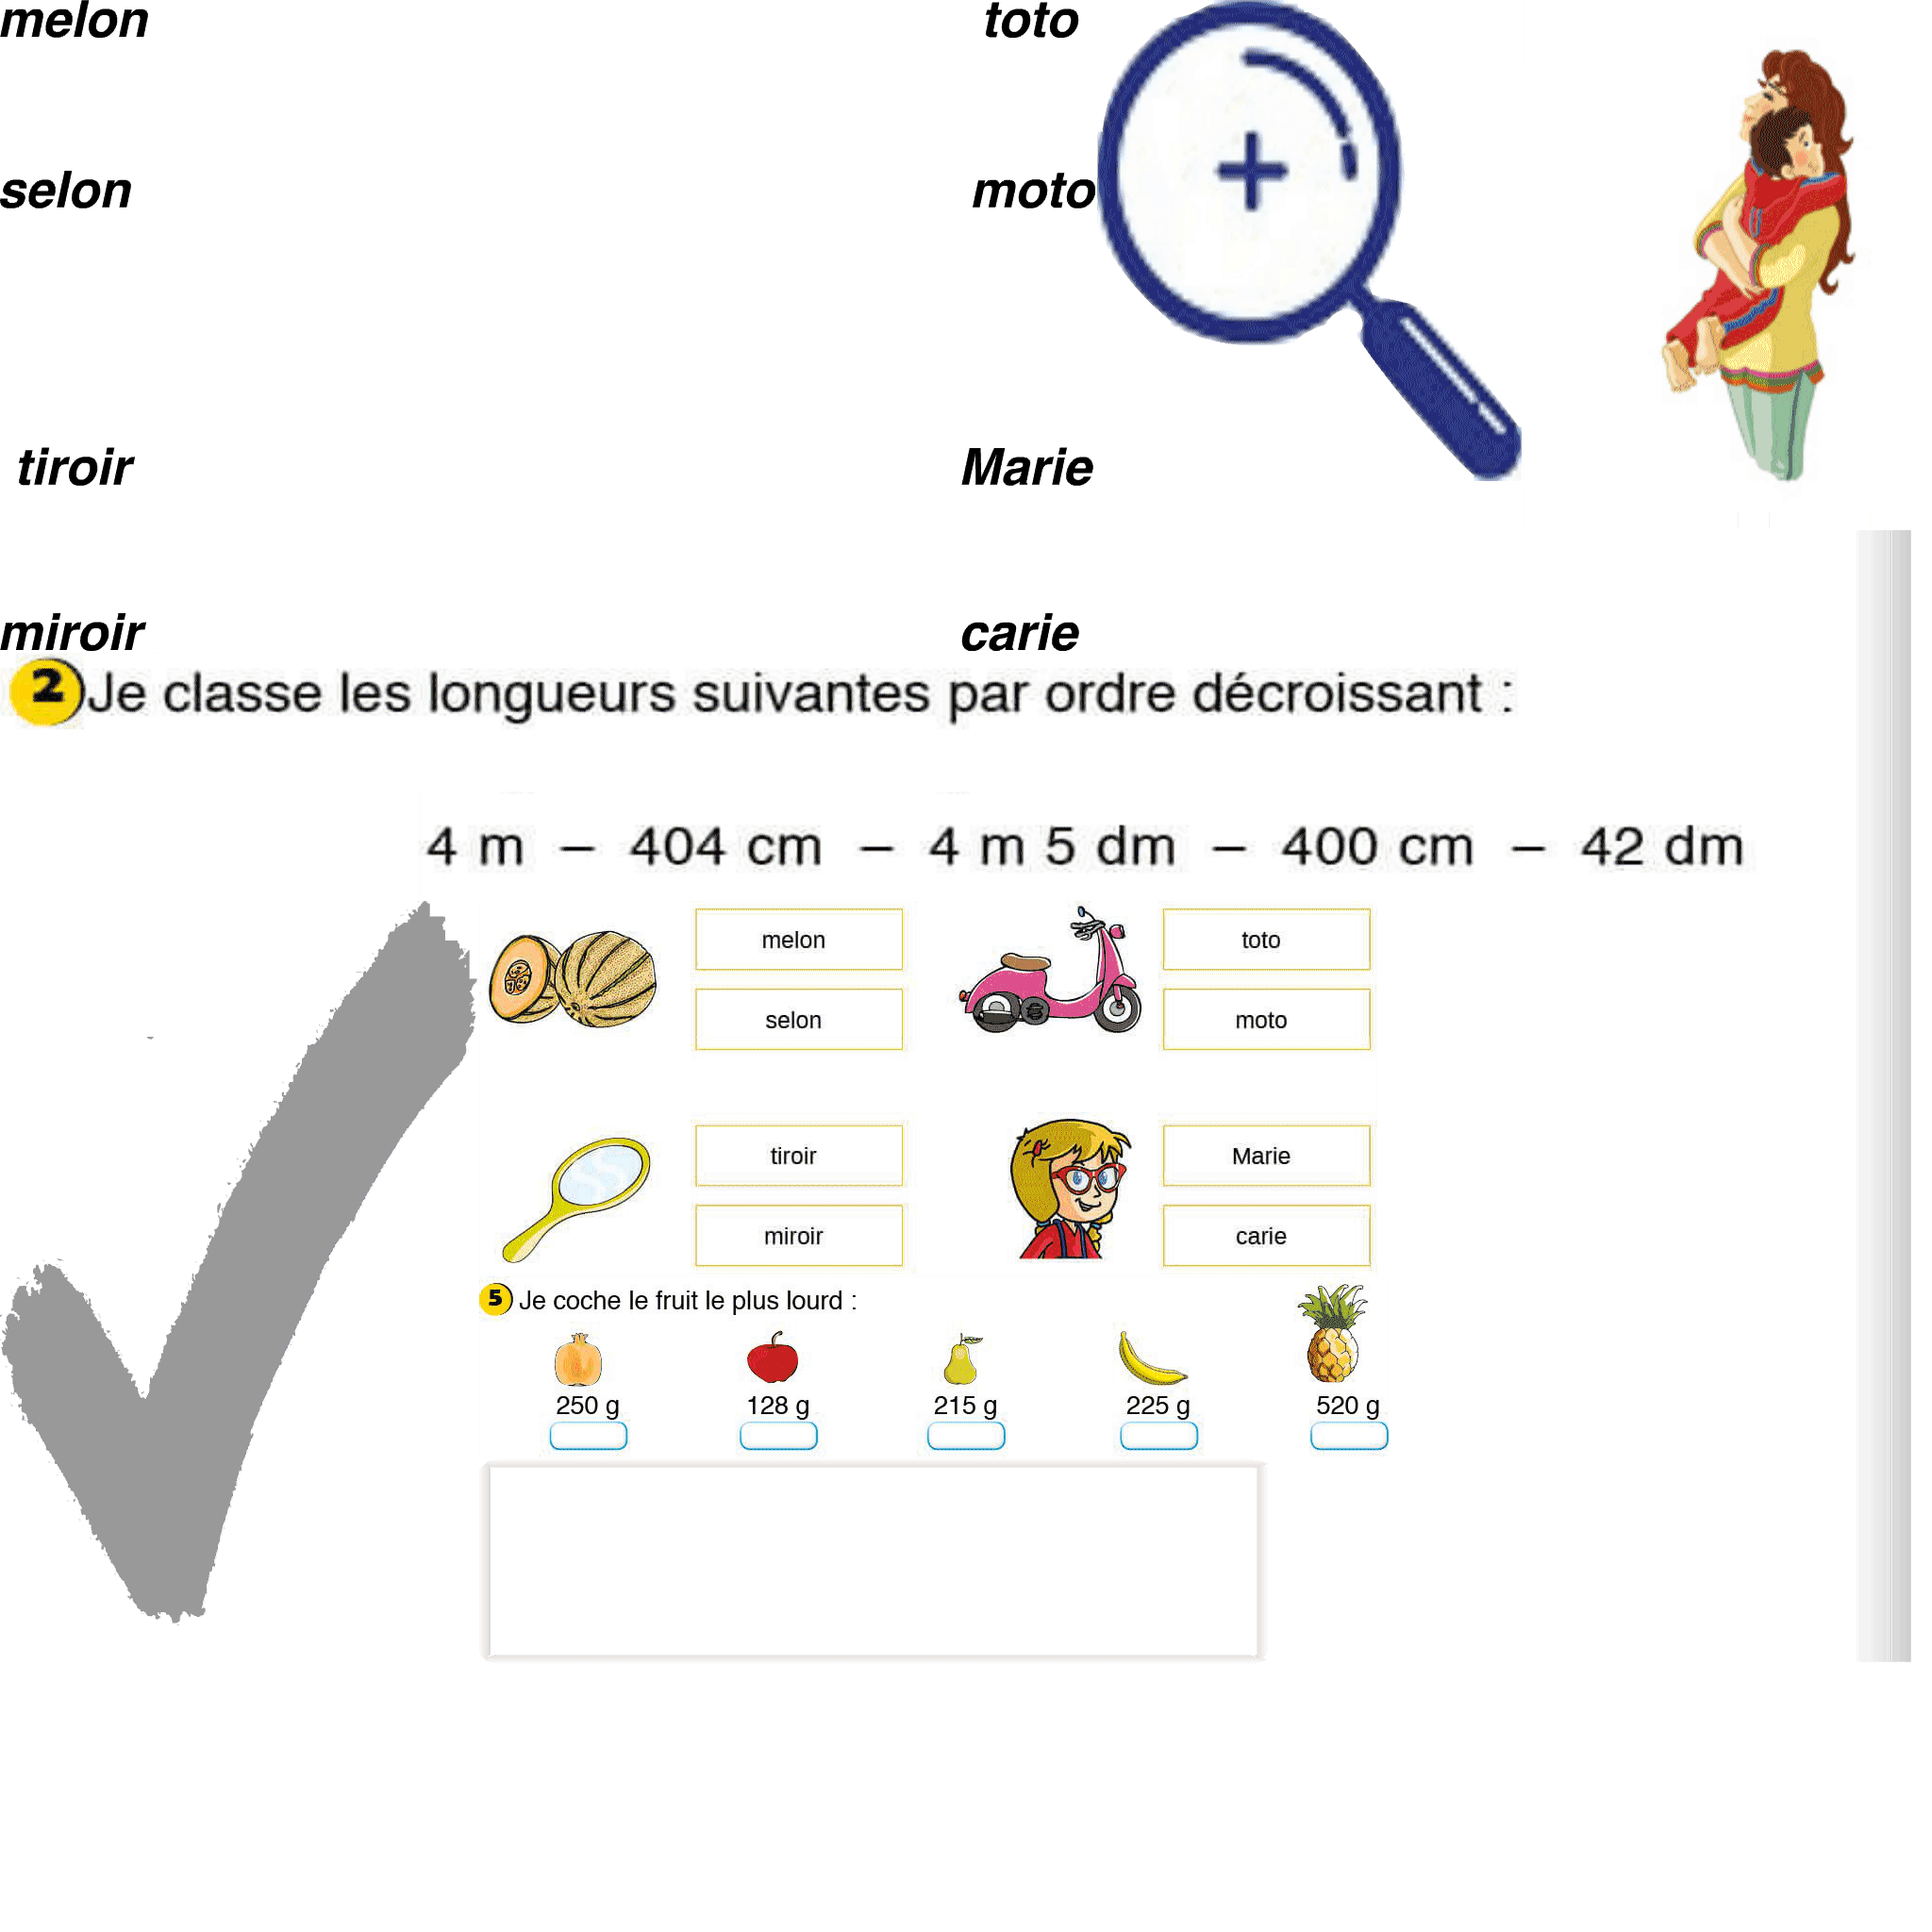 melon toto
selon moto
tiroir Marie
miroir carie
2 Je classe les longueurs suivantes par ordre décroissant :
4 m – 404 cm – 4 m 5 dm – 400 cm – 42 dm
melon toto
selon moto
tiroir Marie
miroir carie
5 Je coche le fruit le plus lourd :
250 g 128 g 215 g 225 g 520 g